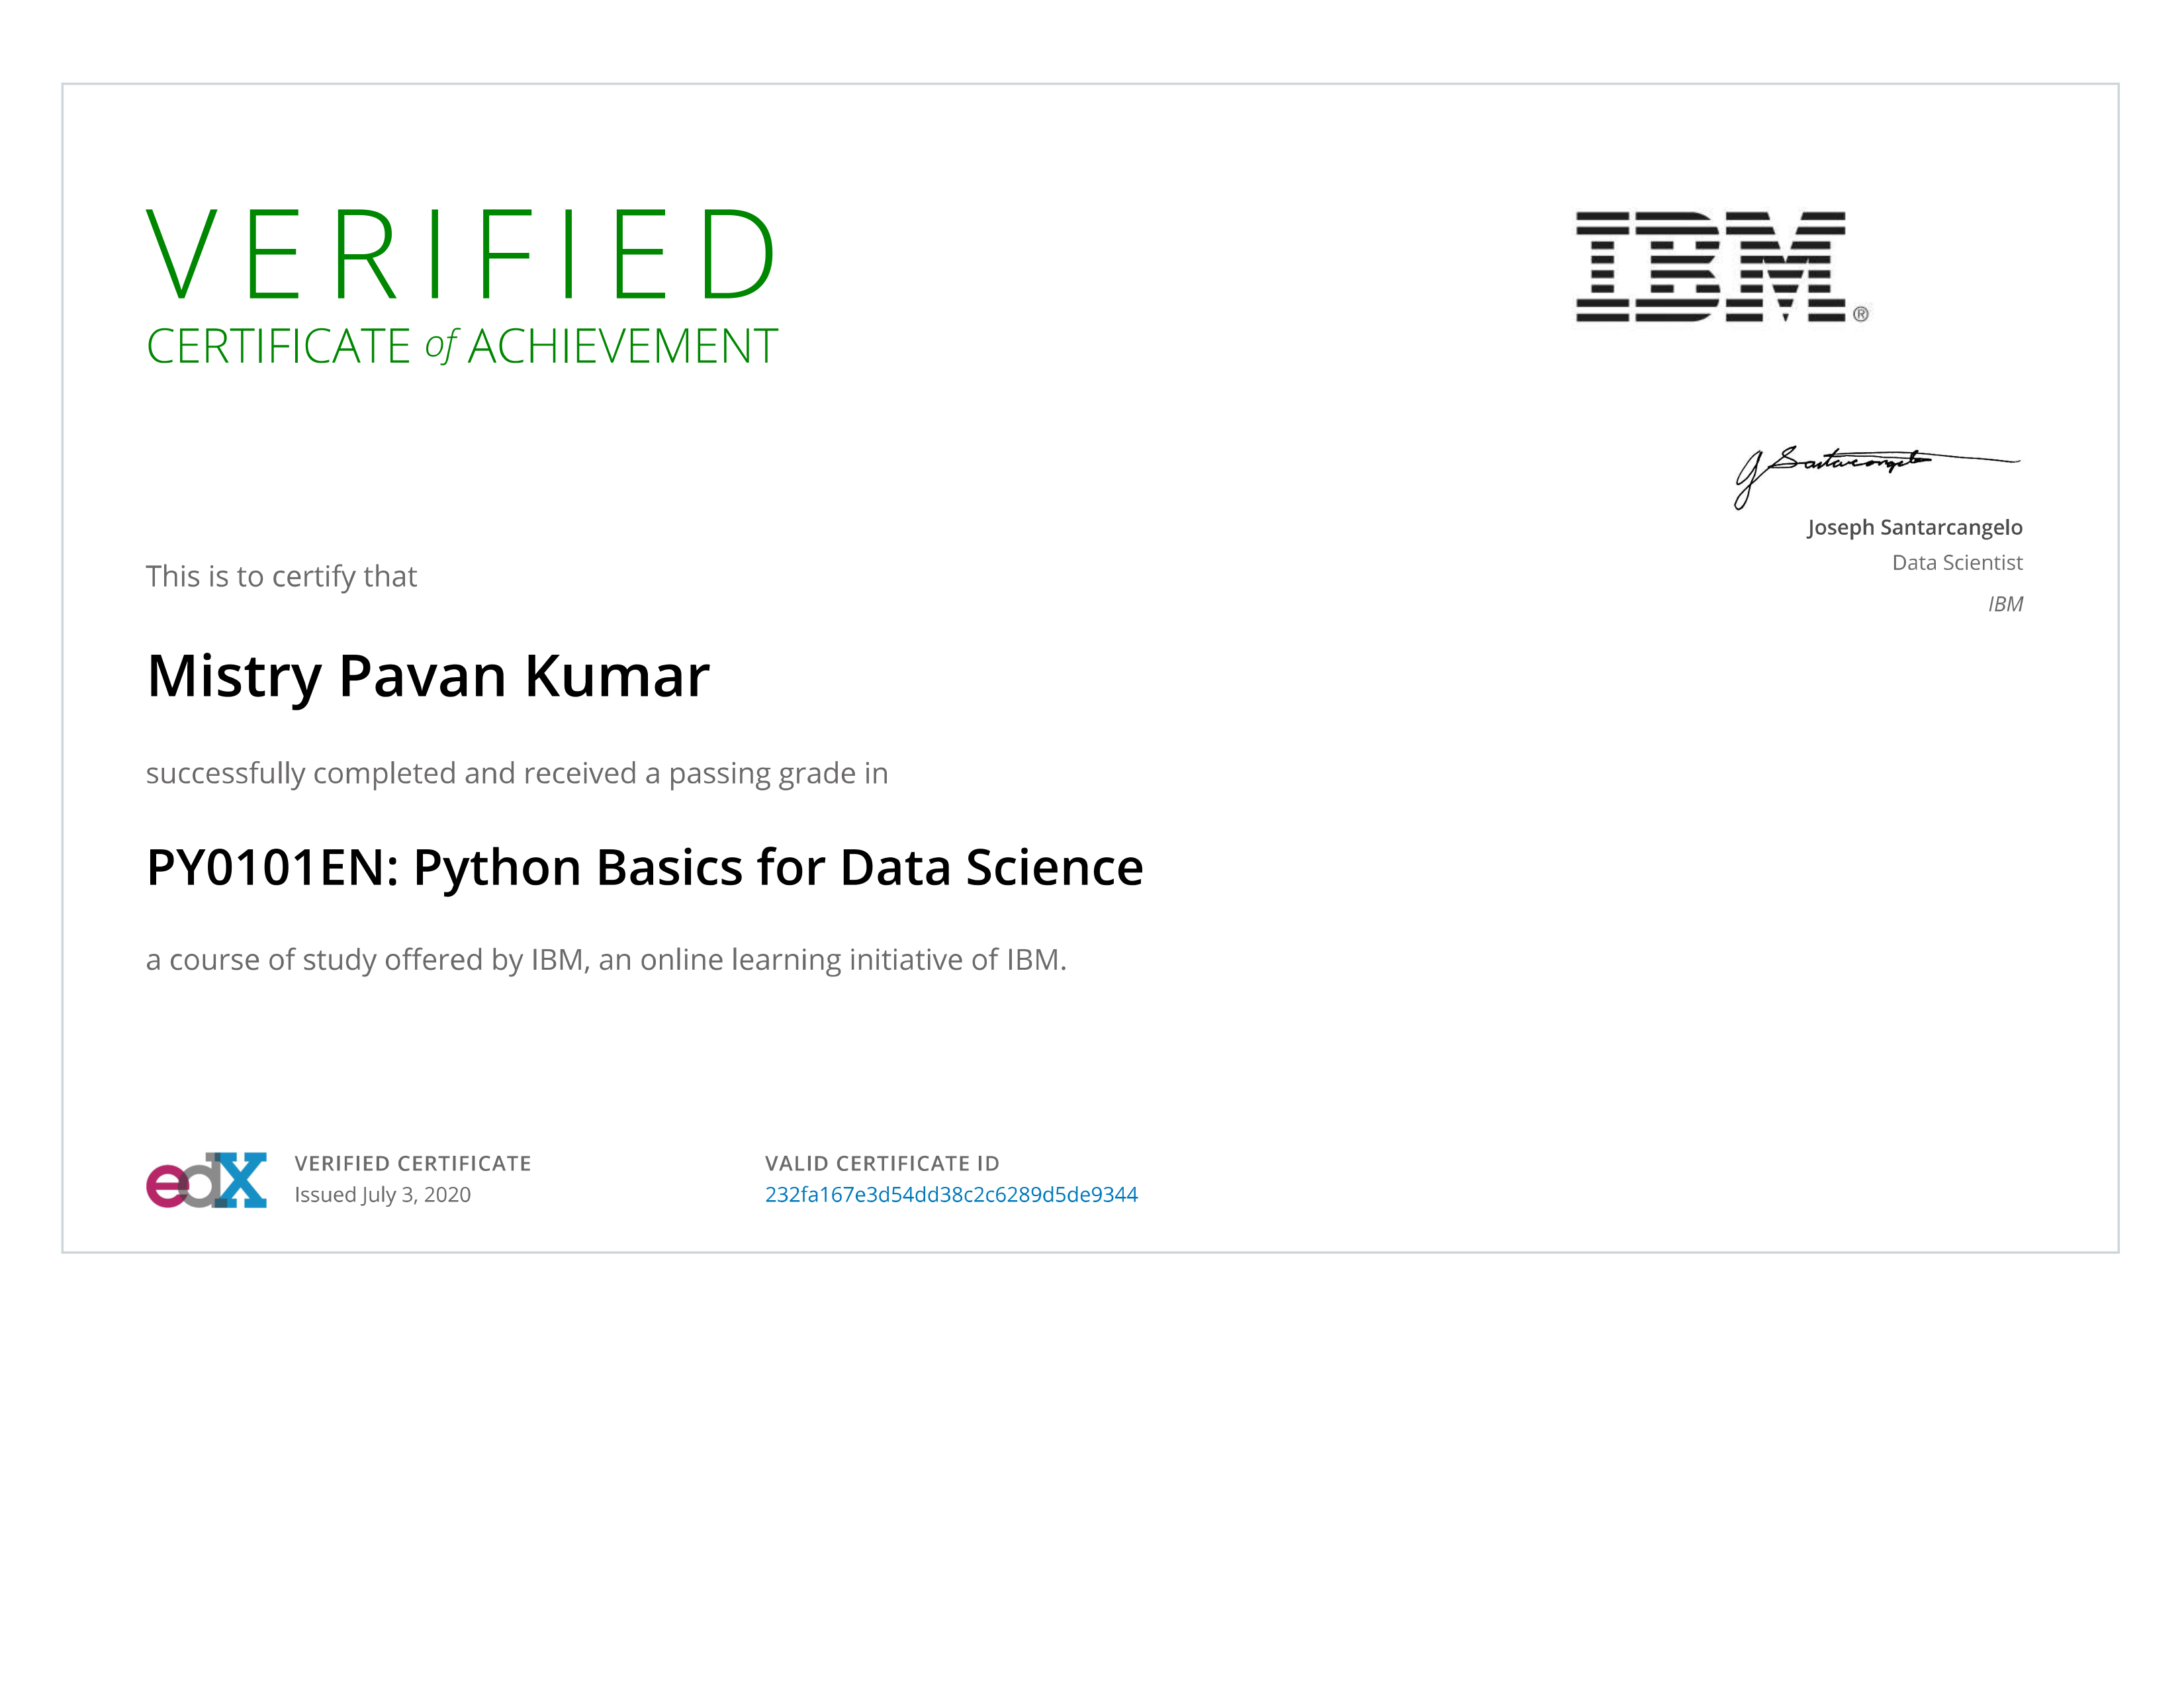 VERIFIED
CERTIFICATE of ACHIEVEMENT
IBM®
J Santarcangelo
Joseph Santarcangelo
Data Scientist
IBM
This is to certify that
Mistry Pavan Kumar
successfully completed and received a passing grade in
PY0101EN: Python Basics for Data Science
a course of study offered by IBM, an online learning initiative of IBM.
edX
VERIFIED CERTIFICATE
Issued July 3, 2020
VALID CERTIFICATE ID
232fa167e3d54dd38c2c6289d5de9344